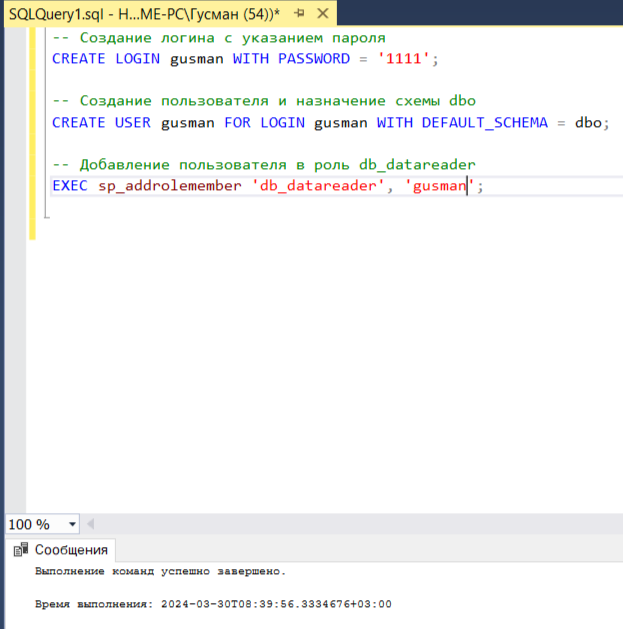 SQLQuery1.sql - H...ME-PC\Гусман (54))*
-- Создание логина с указанием пароля
CREATE LOGIN gusman WITH PASSWORD = '1111';
-- Создание пользователя и назначение схемы dbo
CREATE USER gusman FOR LOGIN gusman WITH DEFAULT_SCHEMA = dbo;
-- Добавление пользователя в роль db_datareader
EXEC sp_addrolemember 'db_datareader', 'gusman';
100 %
Сообщения
Выполнение команд успешно завершено.
Время выполнения: 2024-03-30T08:39:56.3334676+03:00